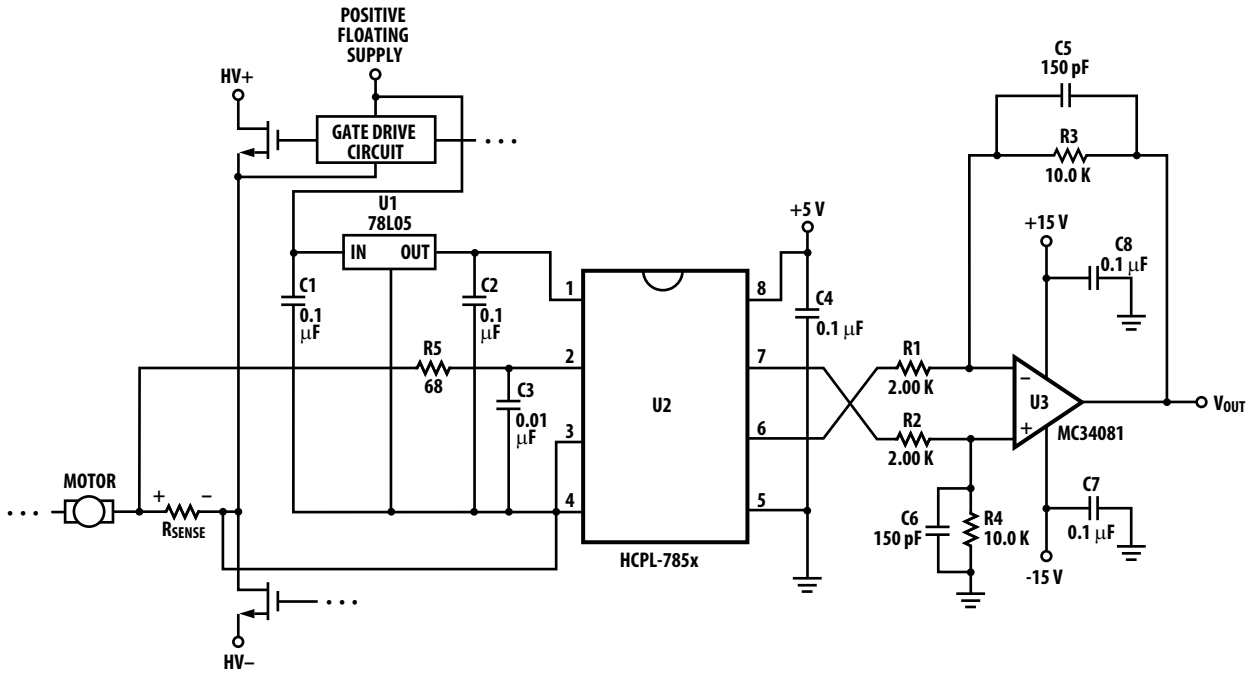 POSITIVE
FLOATING
SUPPLY
HV+
GATE DRIVE
CIRCUIT
• • •
U1
78L05
IN OUT
C1
0.1
μF
C2
0.1
μF
R5
68
C3
0.01
μF
MOTOR
• • •
+ −
RSENSE
• • •
HV−
1
2
3
4
U2
8
7
6
5
HCPL-785x
+5 V
C4
0.1 μF
R1
2.00 K
R2
2.00 K
C5
150 pF
R3
10.0 K
+15 V
C8
0.1 μF
−
U3
+
MC34081
VOUT
C6
150 pF
R4
10.0 K
C7
0.1 μF
-15 V